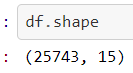 : df.shape
: (25743, 15)